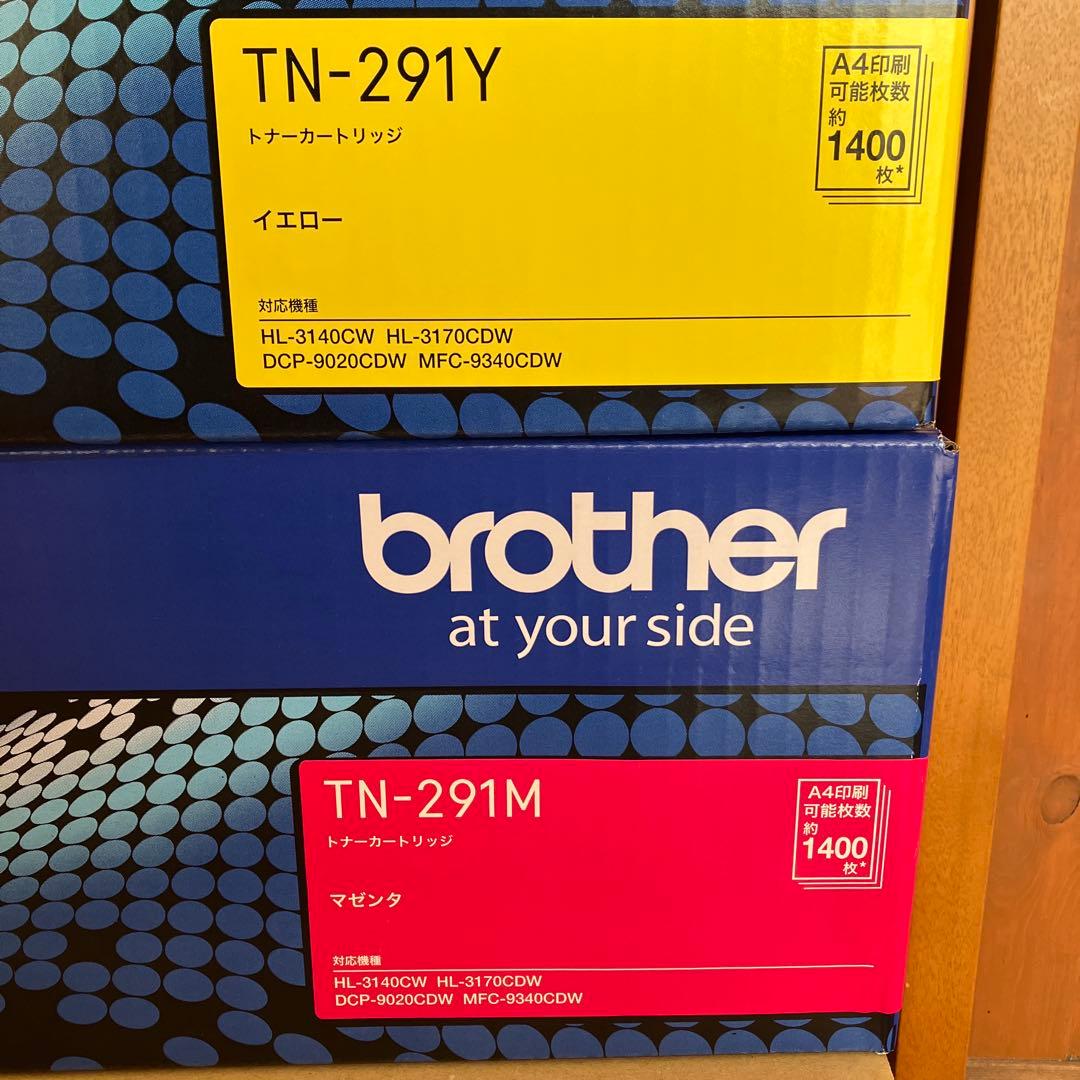 TN-291Y
トナーカートリッジ
イエロー
A4印刷
可能枚数
約
1400
枚*
対応機種
HL-3140CW HL-3170CDW
DCP-9020CDW MFC-9340CDW
brother
at your side
TN-291M
トナーカートリッジ
マゼンタ
A4印刷
可能枚数
約
1400
枚*
対応機種
HL-3140CW HL-3170CDW
DCP-9020CDW MFC-9340CDW